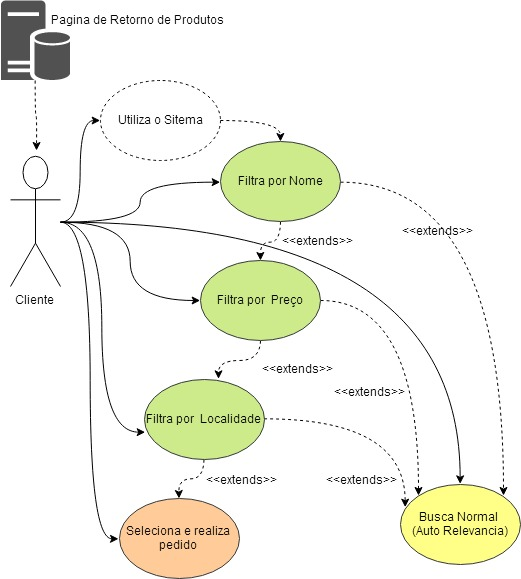 Pagina de Retorno de Produtos
Utiliza o Sitema
Filtra por Nome
<<extends>>
<<extends>>
Cliente
Filtra por Preço
<<extends>>
<<extends>>
Filtra por Localidade
<<extends>>
<<extends>>
Seleciona e realiza
pedido
Busca Normal
(Auto Relevancia)